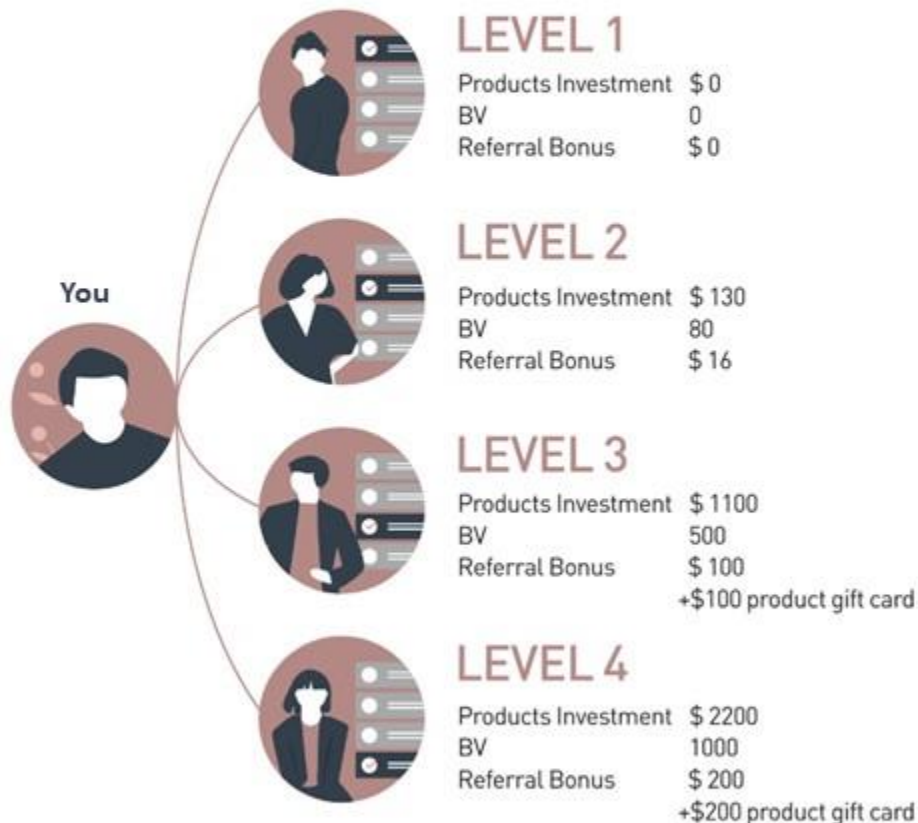 LEVEL 1
Products Investment $ 0
BV 0
Referral Bonus $ 0
LEVEL 2
Products Investment $ 130
BV 80
Referral Bonus $ 16
You
LEVEL 3
Products Investment $ 1100
BV 500
Referral Bonus $ 100
+$100 product gift card
LEVEL 4
Products Investment $ 2200
BV 1000
Referral Bonus $ 200
+$200 product gift card